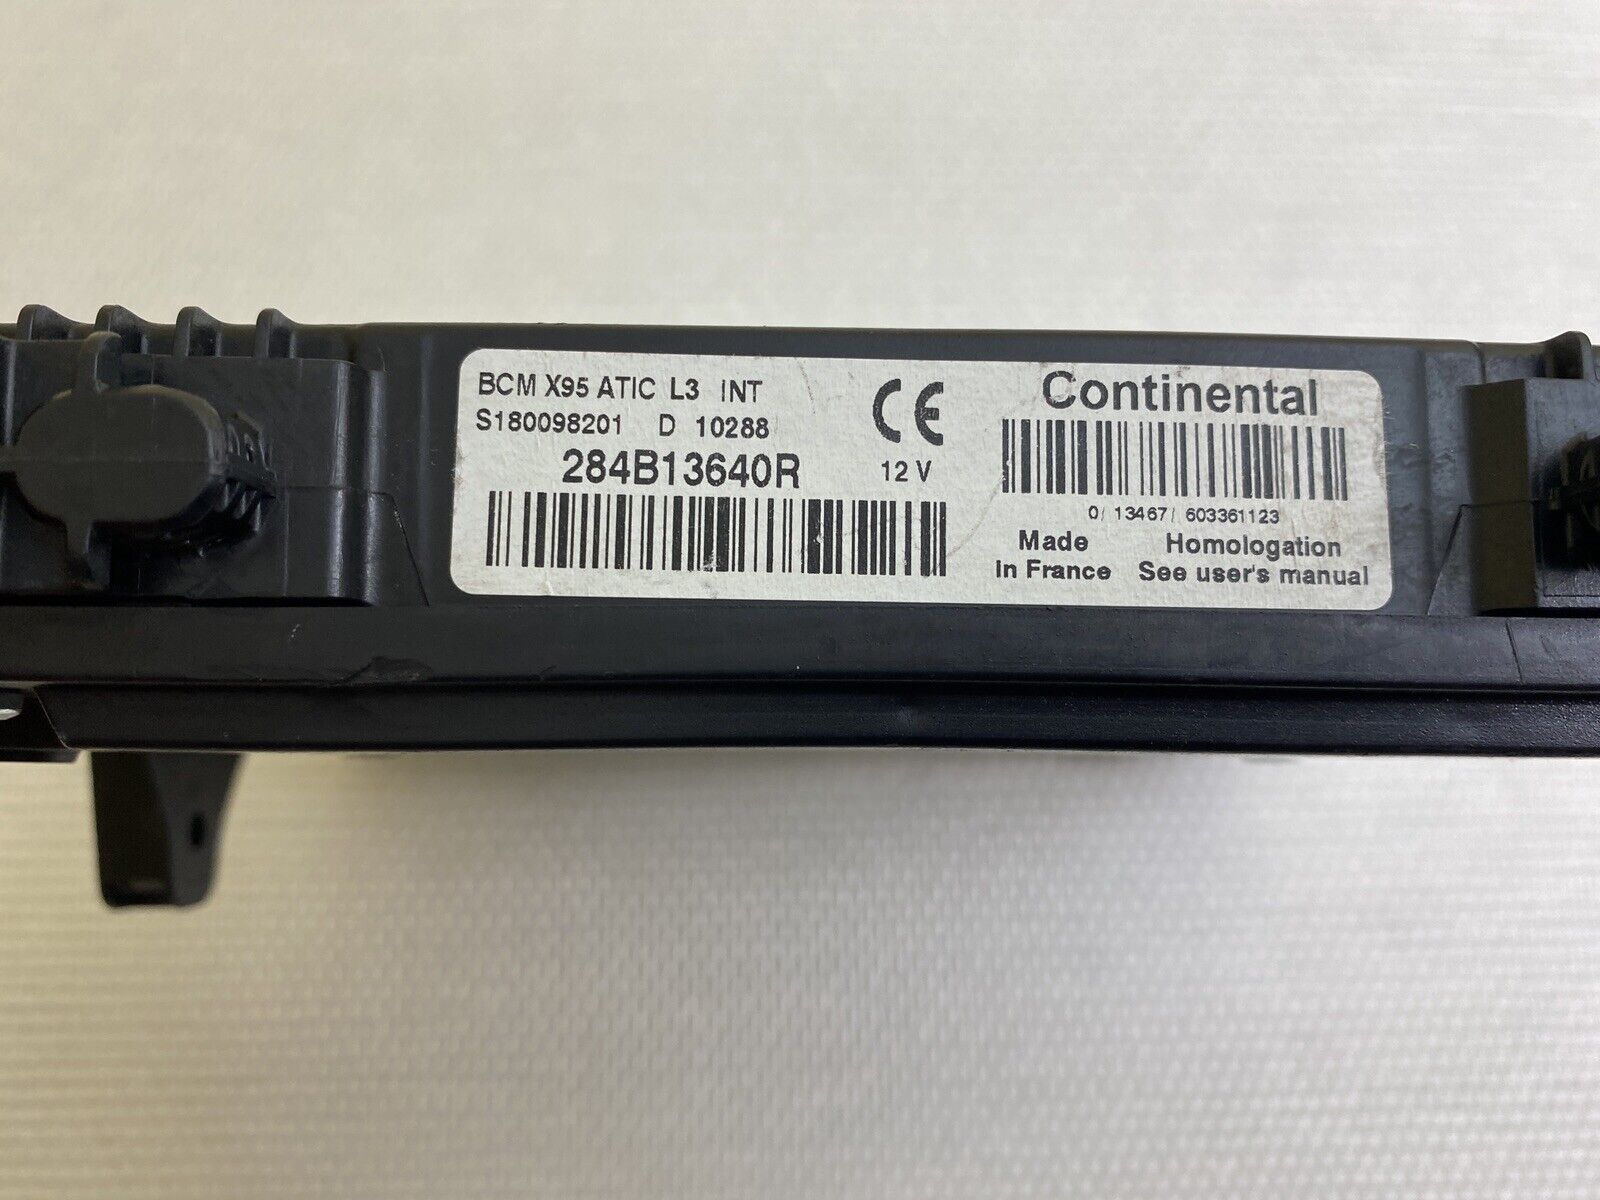 BCM X95 ATIC L3 INT
S180098201 D 10288
284B13640R
CE
12 V
Continental
0/ 13467/ 603361123
Made
In France
Homologation
See user's manual